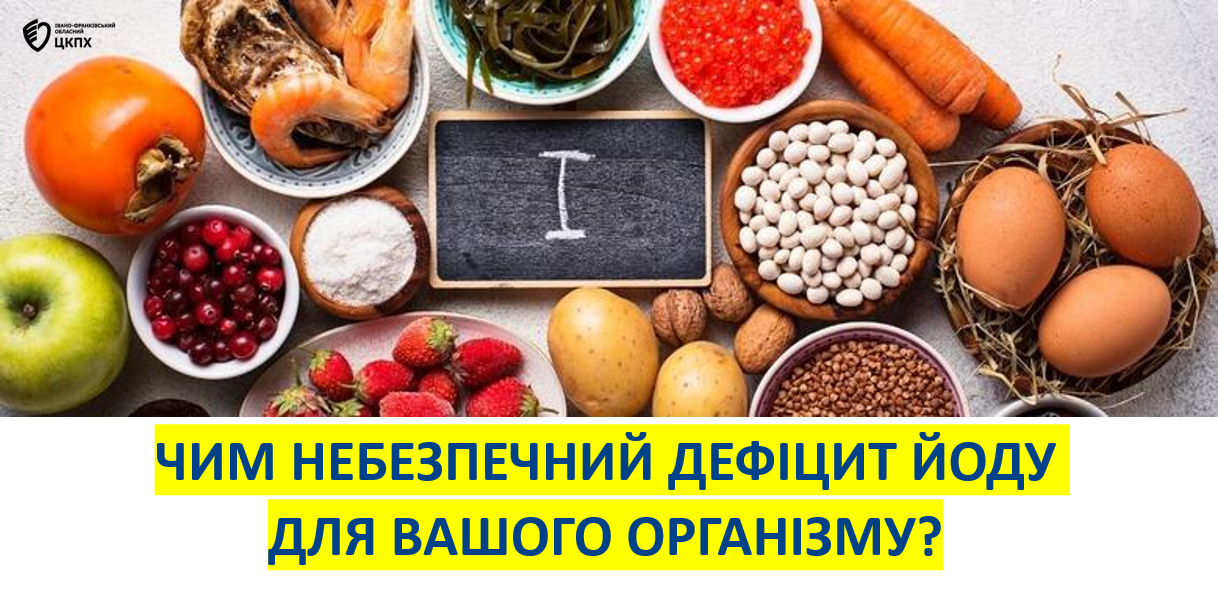 ІВАНО-ФРАНКІВСЬКИЙ
ОБЛАСНИЙ
ЦКПХ
I
ЧИМ НЕБЕЗПЕЧНИЙ ДЕФІЦИТ ЙОДУ
ДЛЯ ВАШОГО ОРГАНІЗМУ?